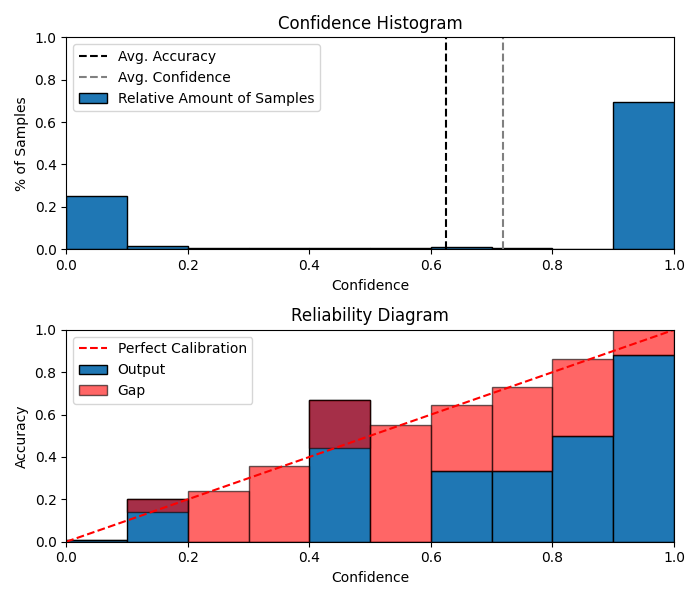 Confidence Histogram
1.0
0.8
0.6
0.4
0.2
0.0
% of Samples
Avg. Accuracy
Avg. Confidence
Relative Amount of Samples
0.0 0.2 0.4 0.6 0.8 1.0
Confidence
Reliability Diagram
1.0
0.8
0.6
0.4
0.2
0.0
Accuracy
Perfect Calibration
Output
Gap
0.0 0.2 0.4 0.6 0.8 1.0
Confidence